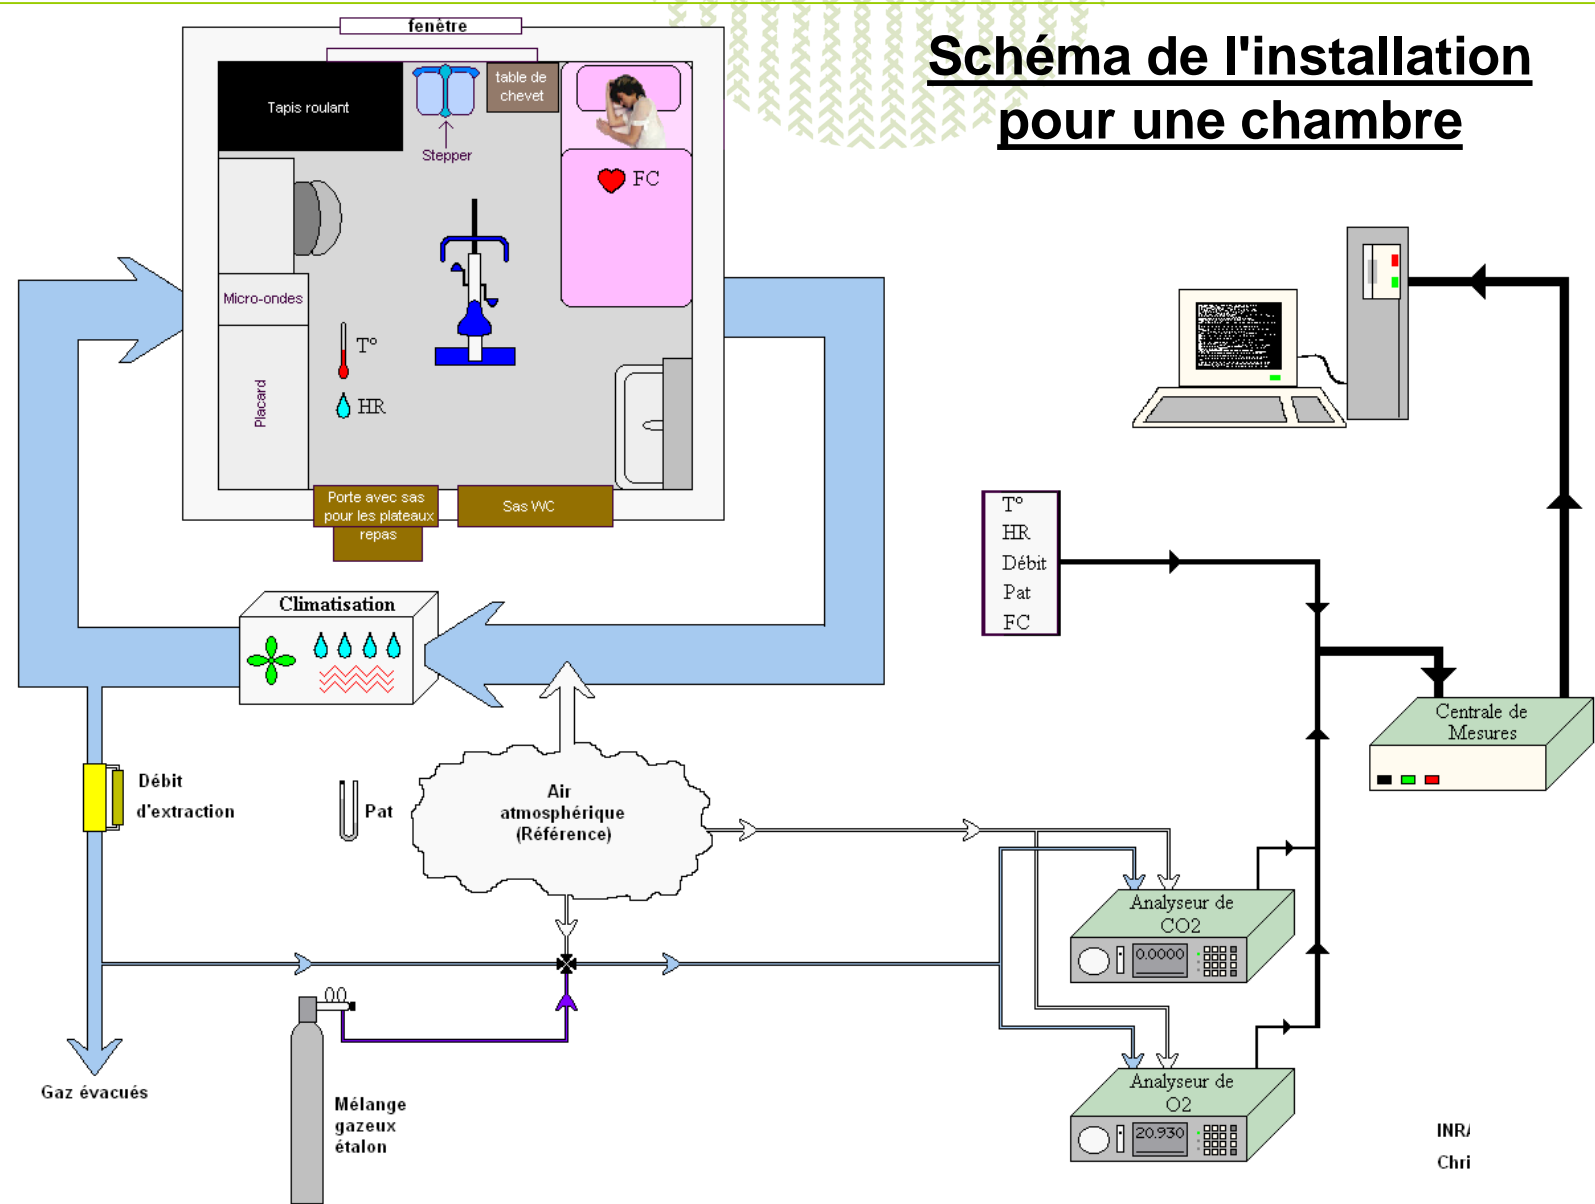 Schéma de l'installation
pour une chambre
fenêtre
Tapis roulant
table de
chevet
Stepper
FC
Micro-ondes
T°
Placard
HR
Porte avec sas
pour les plateaux
repas
Sas WC
T°
HR
Débit
Pat
FC
Climatisation
Centrale de
Mesures
Débit
d'extraction
Pat
Air
atmosphérique
(Référence)
Analyseur de
CO2
0.0000
Gaz évacués
Mélange
gazeux
étalon
Analyseur de
O2
20.930
INRA
Chri